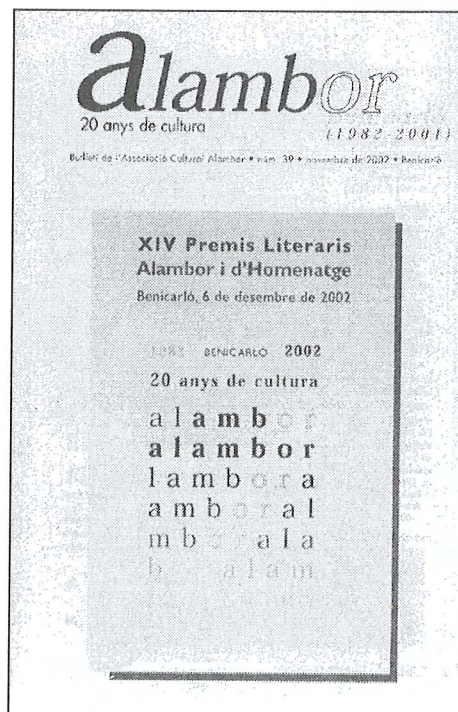 alambor
20 anys de cultura
(1982-2001)
Butlletí de l'Associació Cultural Alambor • núm. 39 • novembre de 2002 • Benicarló
XIV Premis Literaris
Alambor i d'Homenatge
Benicarló, 6 de desembre de 2002
1982 BENICARLÓ 2002
20 anys de cultura
alambor
alambor
lambora
amboral
mborala
b alam